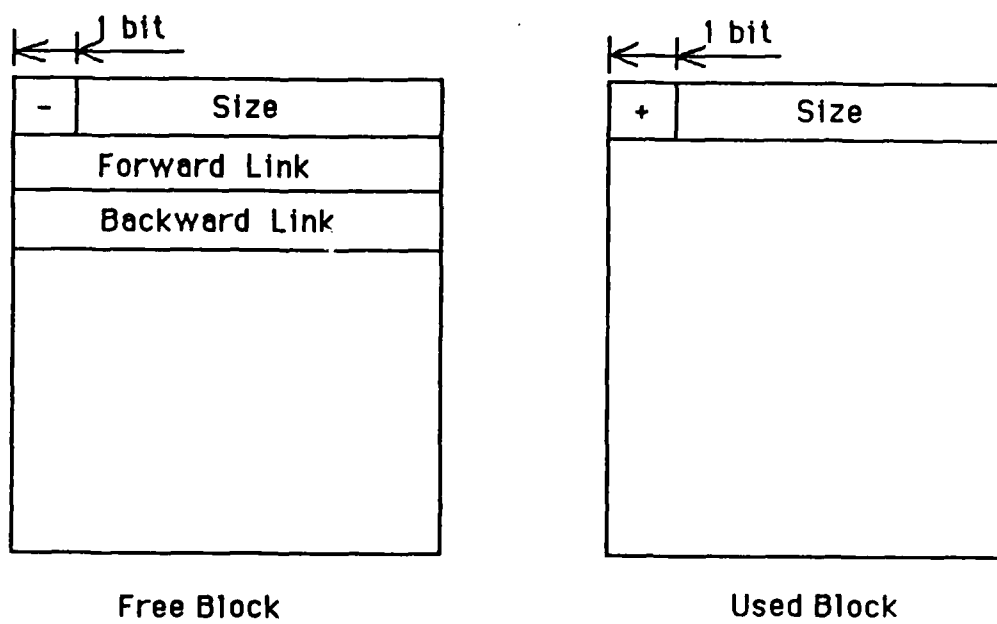 1 bit
- Size
Forward Link
Backward Link
Free Block
1 bit
+ Size
Used Block